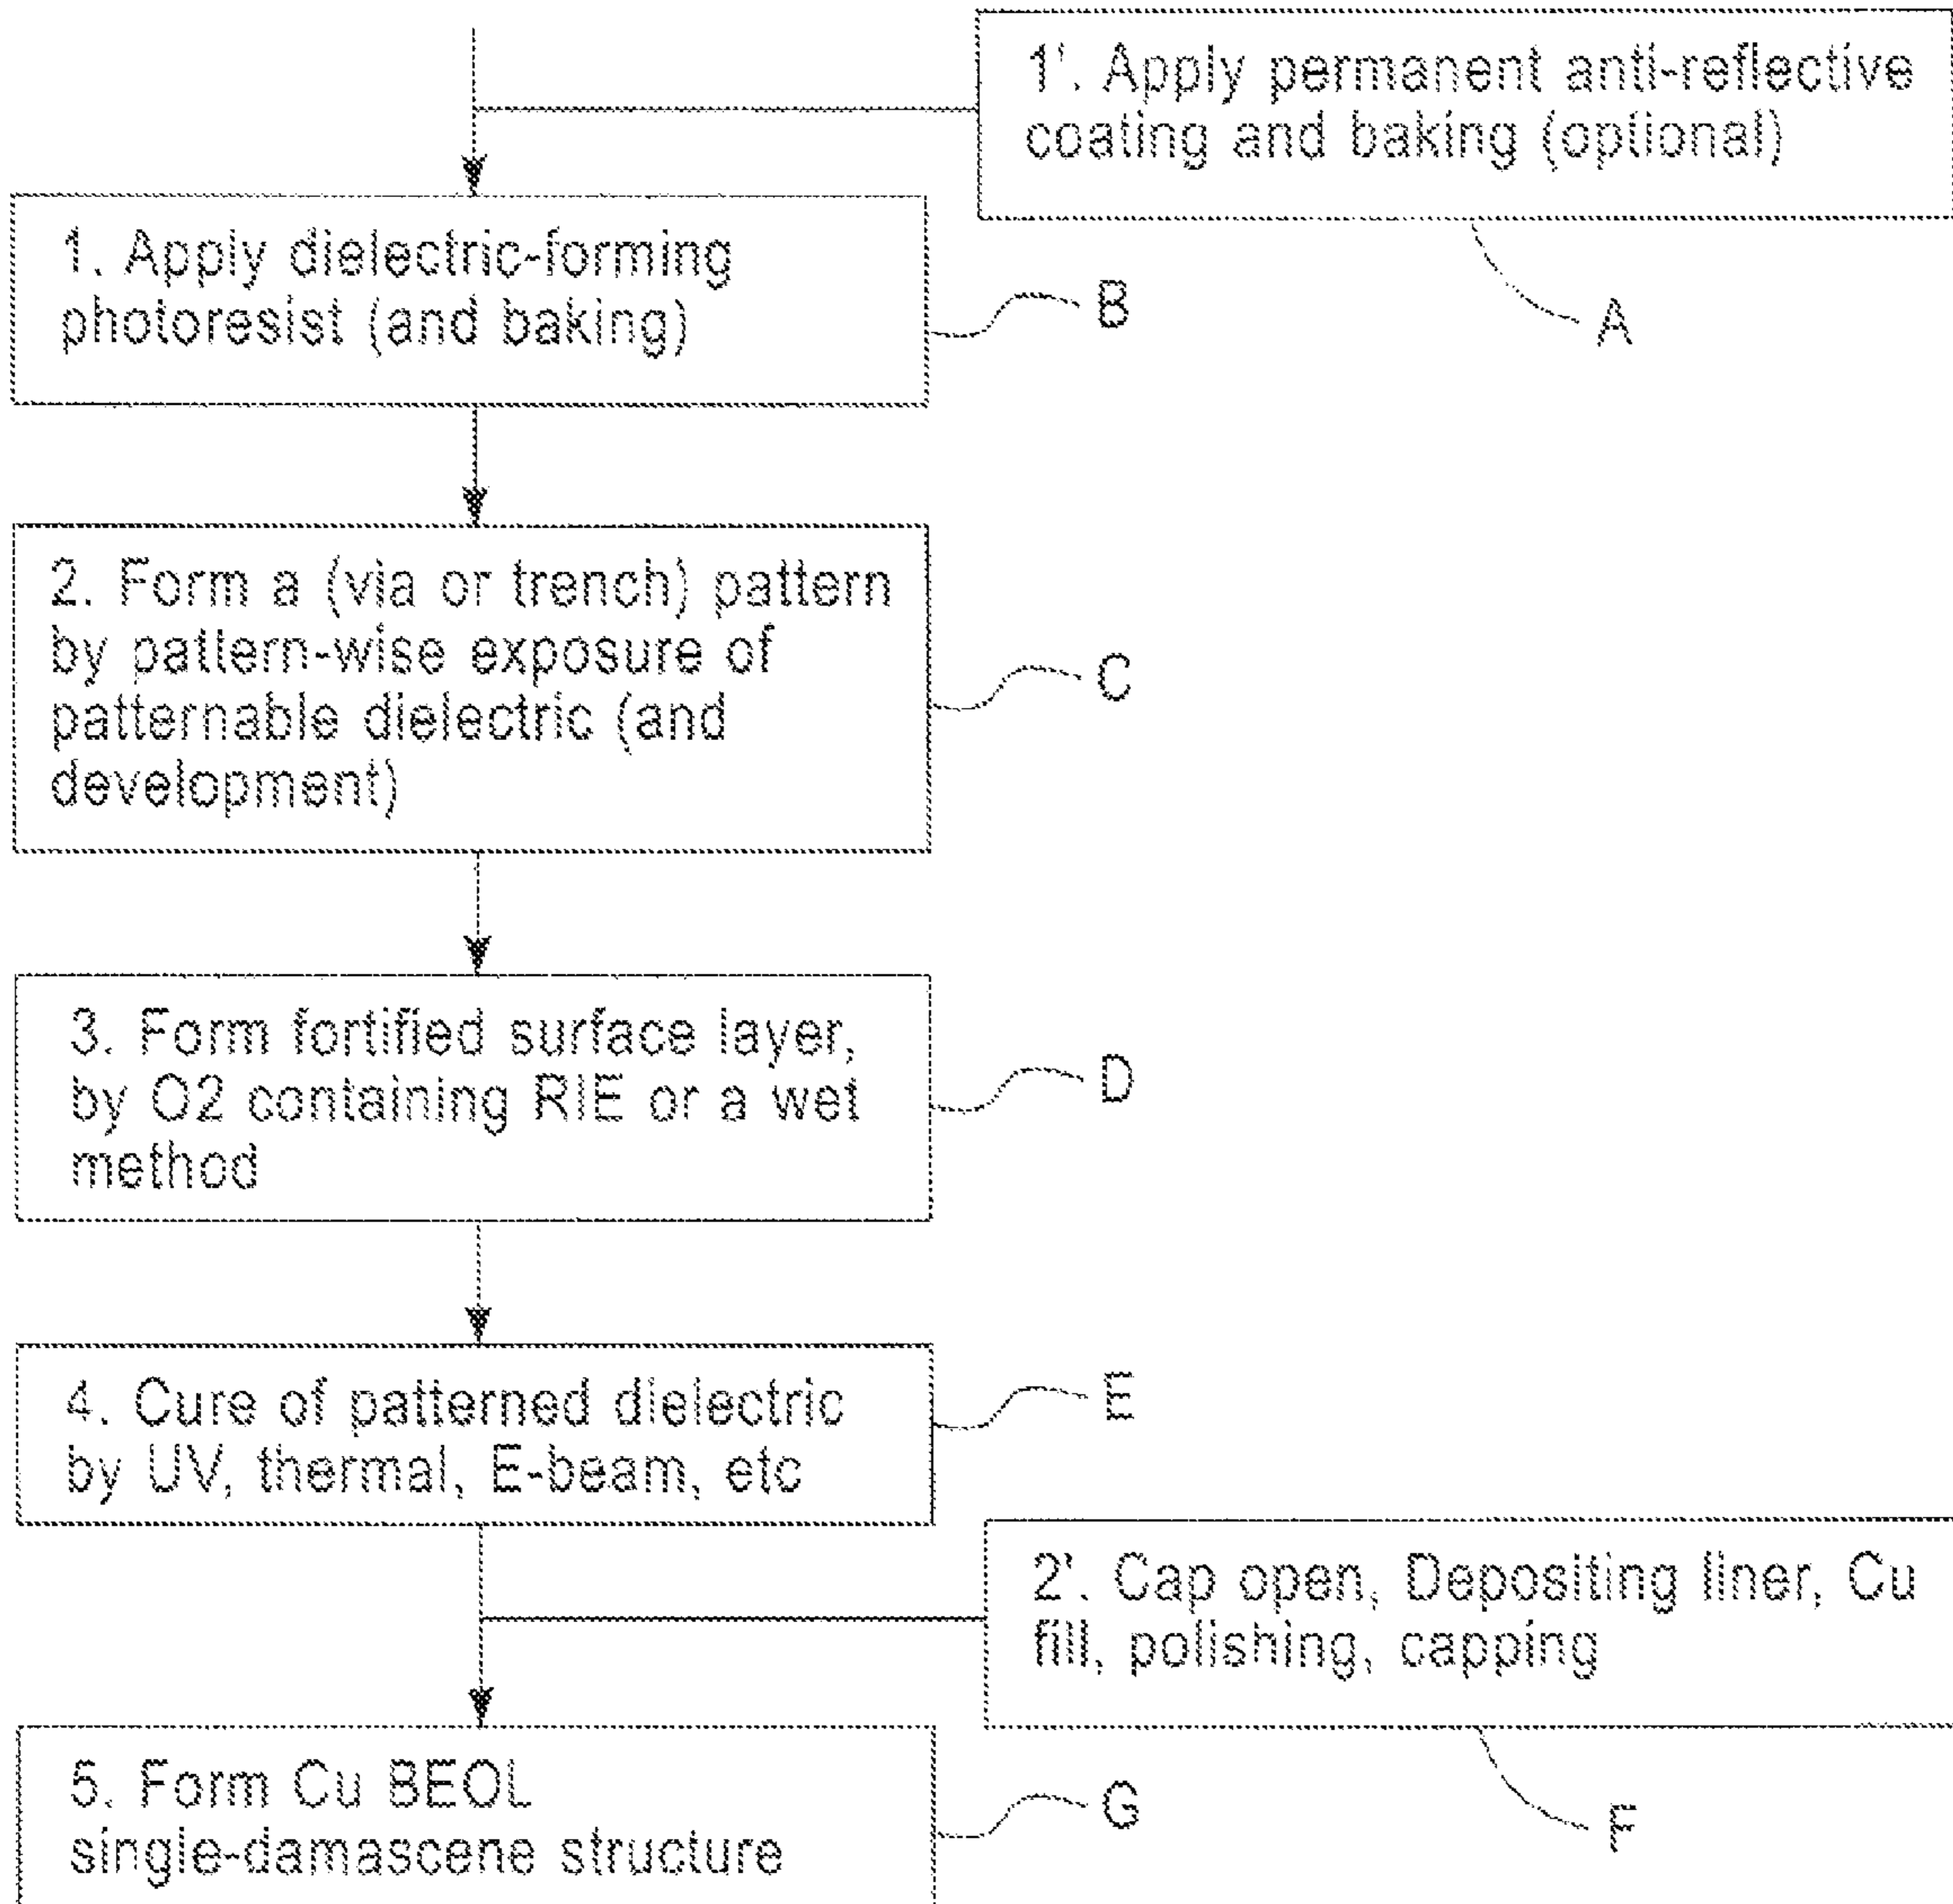 1'. Apply permanent anti-reflective
coating and baking (optional)
A
1. Apply dielectric-forming
photoresist (and baking)
B
2. Form a (via or trench) pattern
by pattern-wise exposure of
patternable dielectric (and
development)
C
3. Form fortified surface layer,
by O2 containing RIE or a wet
method
D
4. Cure of patterned dielectric
by UV, thermal, E-beam, etc
E
2'. Cap open, Depositing liner, Cu
fill, polishing, capping
F
5. Form Cu BEOL
single-damascene structure
G